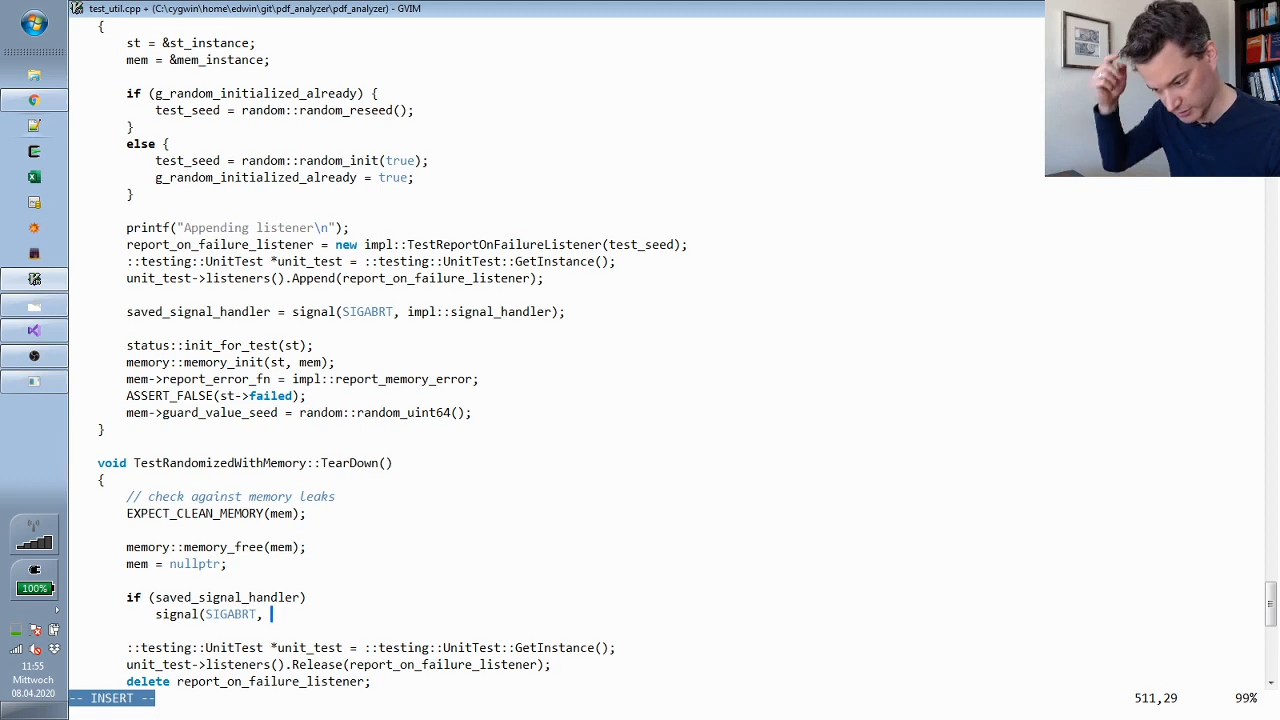 test_util.cpp + (C:\cygwin\home\edwin\git\pdf_analyzer\pdf_analyzer) - GVIM
{
st = &st_instance;
mem = &mem_instance;
if (g_random_initialized_already) {
test_seed = random::random_reseed();
}
else {
test_seed = random::random_init(true);
g_random_initialized_already = true;
}
printf("Appending listener\n");
report_on_failure_listener = new impl::TestReportOnFailureListener(test_seed);
::testing::UnitTest *unit_test = ::testing::UnitTest::GetInstance();
unit_test->listeners().Append(report_on_failure_listener);
saved_signal_handler = signal(SIGABRT, impl::signal_handler);
status::init_for_test(st);
memory::memory_init(st, mem);
mem->report_error_fn = impl::report_memory_error;
ASSERT_FALSE(st->failed);
mem->guard_value_seed = random::random_uint64();
}
void TestRandomizedWithMemory::TearDown()
{
// check against memory leaks
EXPECT_CLEAN_MEMORY(mem);
memory::memory_free(mem);
mem = nullptr;
if (saved_signal_handler)
signal(SIGABRT,
::testing::UnitTest *unit_test = ::testing::UnitTest::GetInstance();
unit_test->listeners().Release(report_on_failure_listener);
delete report_on_failure_listener;
-- INSERT --
511,29
99%
100%
11:55
Mittwoch
08.04.2020